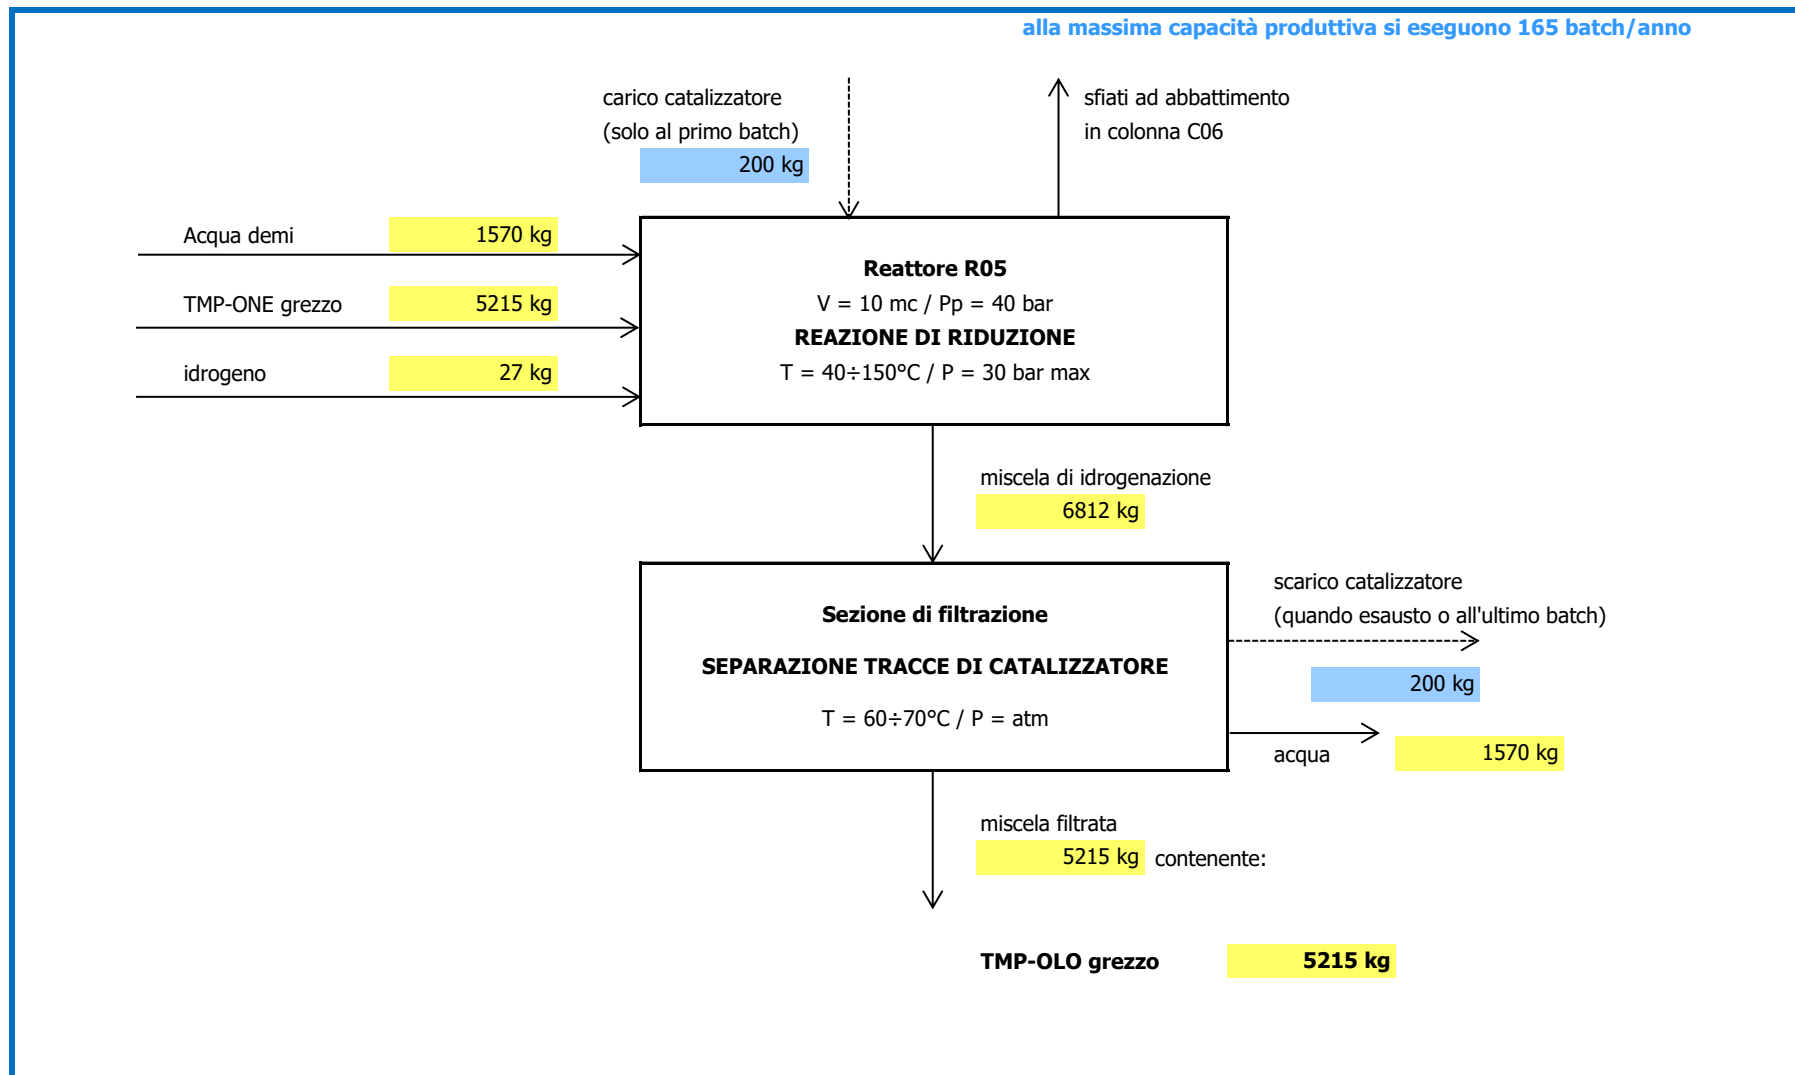 alla massima capacità produttiva si eseguono 165 batch/anno
carico catalizzatore
(solo al primo batch)
200 kg
sfiati ad abbattimento
in colonna C06
Acqua demi 1570 kg
TMP-ONE grezzo 5215 kg
idrogeno 27 kg
Reattore R05
V = 10 mc / Pp = 40 bar
REAZIONE DI RIDUZIONE
T = 40÷150°C / P = 30 bar max
miscela di idrogenazione
6812 kg
Sezione di filtrazione
SEPARAZIONE TRACCE DI CATALIZZATORE
T = 60÷70°C / P = atm
scarico catalizzatore
(quando esausto o all'ultimo batch)
200 kg
acqua 1570 kg
miscela filtrata
5215 kg contenente:
TMP-OLO grezzo 5215 kg